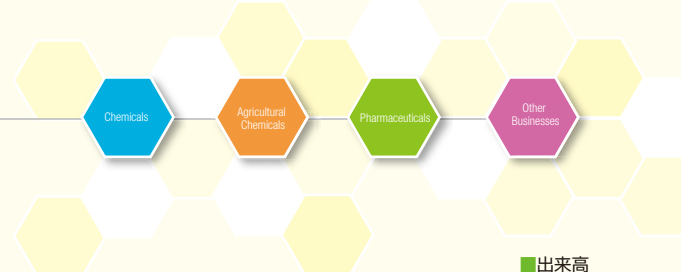 Chemicals
Agricultural
Chemicals
Pharmaceuticals
Other
Businesses
■出来高